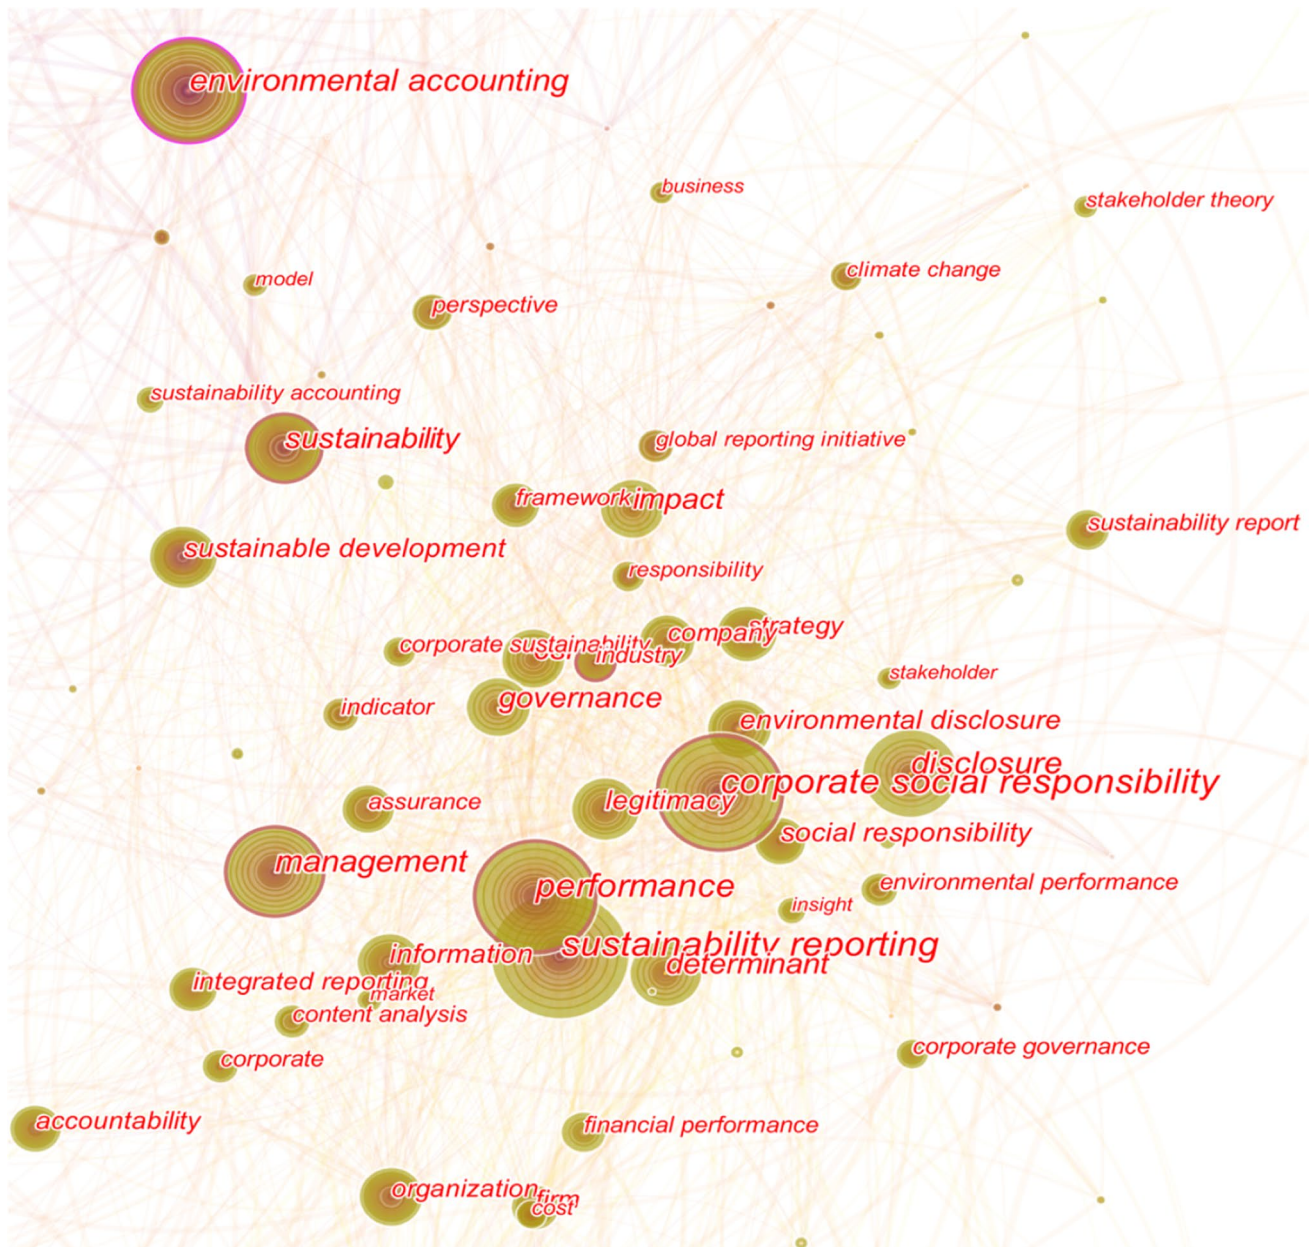 environmental accounting
business
stakeholder theory
climate change
model
perspective
sustainability accounting
sustainability
global reporting initiative
framework
impact
sustainability report
sustainable development
responsibility
company
strategy
corporate sustainability
industry
stakeholder
governance
indicator
environmental disclosure
disclosure
corporate social responsibility
assurance
legitimacy
social responsibility
management
performance
environmental performance
insight
sustainability reporting
information
determinant
integrated reporting
market
content analysis
corporate governance
corporate
accountability
financial performance
organization
firm
cost